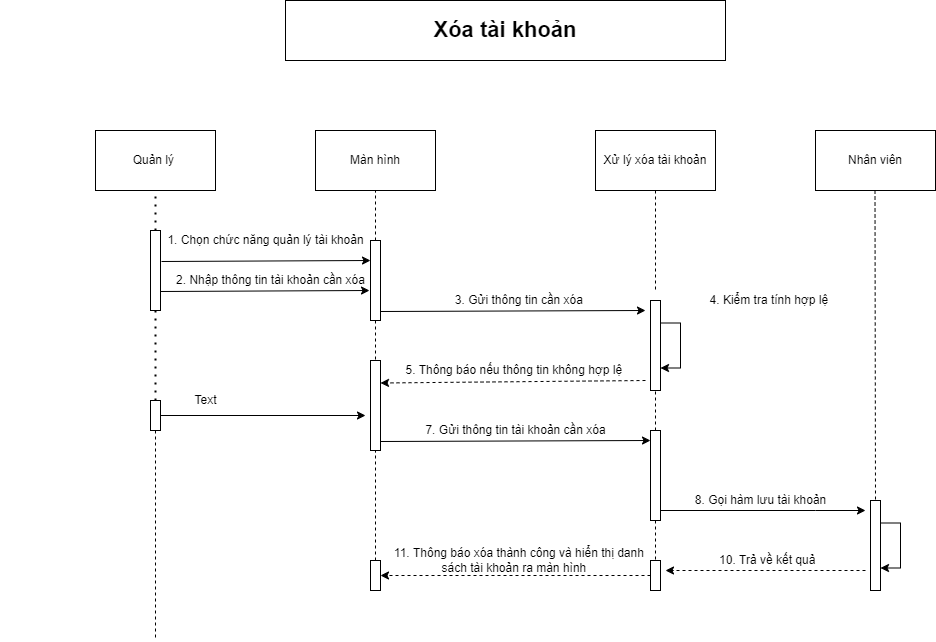 Xóa tài khoản
Quản lý
Màn hình
Xử lý xóa tài khoản
Nhân viên
1. Chọn chức năng quản lý tài khoản
2. Nhập thông tin tài khoản cần xóa
3. Gửi thông tin cần xóa
4. Kiểm tra tính hợp lệ
5. Thông báo nếu thông tin không hợp lệ
Text
7. Gửi thông tin tài khoản cần xóa
8. Gọi hàm lưu tài khoản
11. Thông báo xóa thành công và hiển thị danh
sách tài khoản ra màn hình
10. Trả về kết quả